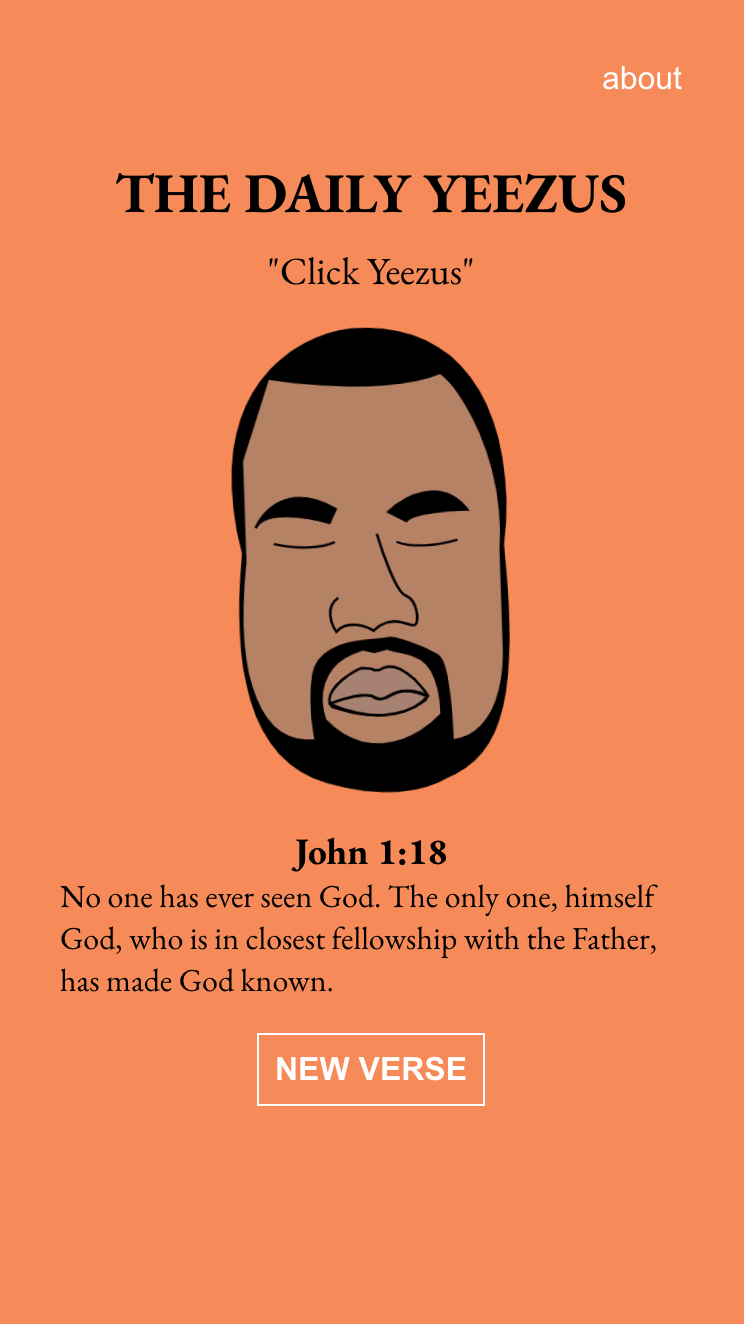 about
THE DAILY YEEZUS
"Click Yeezus"
John 1:18
No one has ever seen God. The only one, himself
God, who is in closest fellowship with the Father,
has made God known.
NEW VERSE